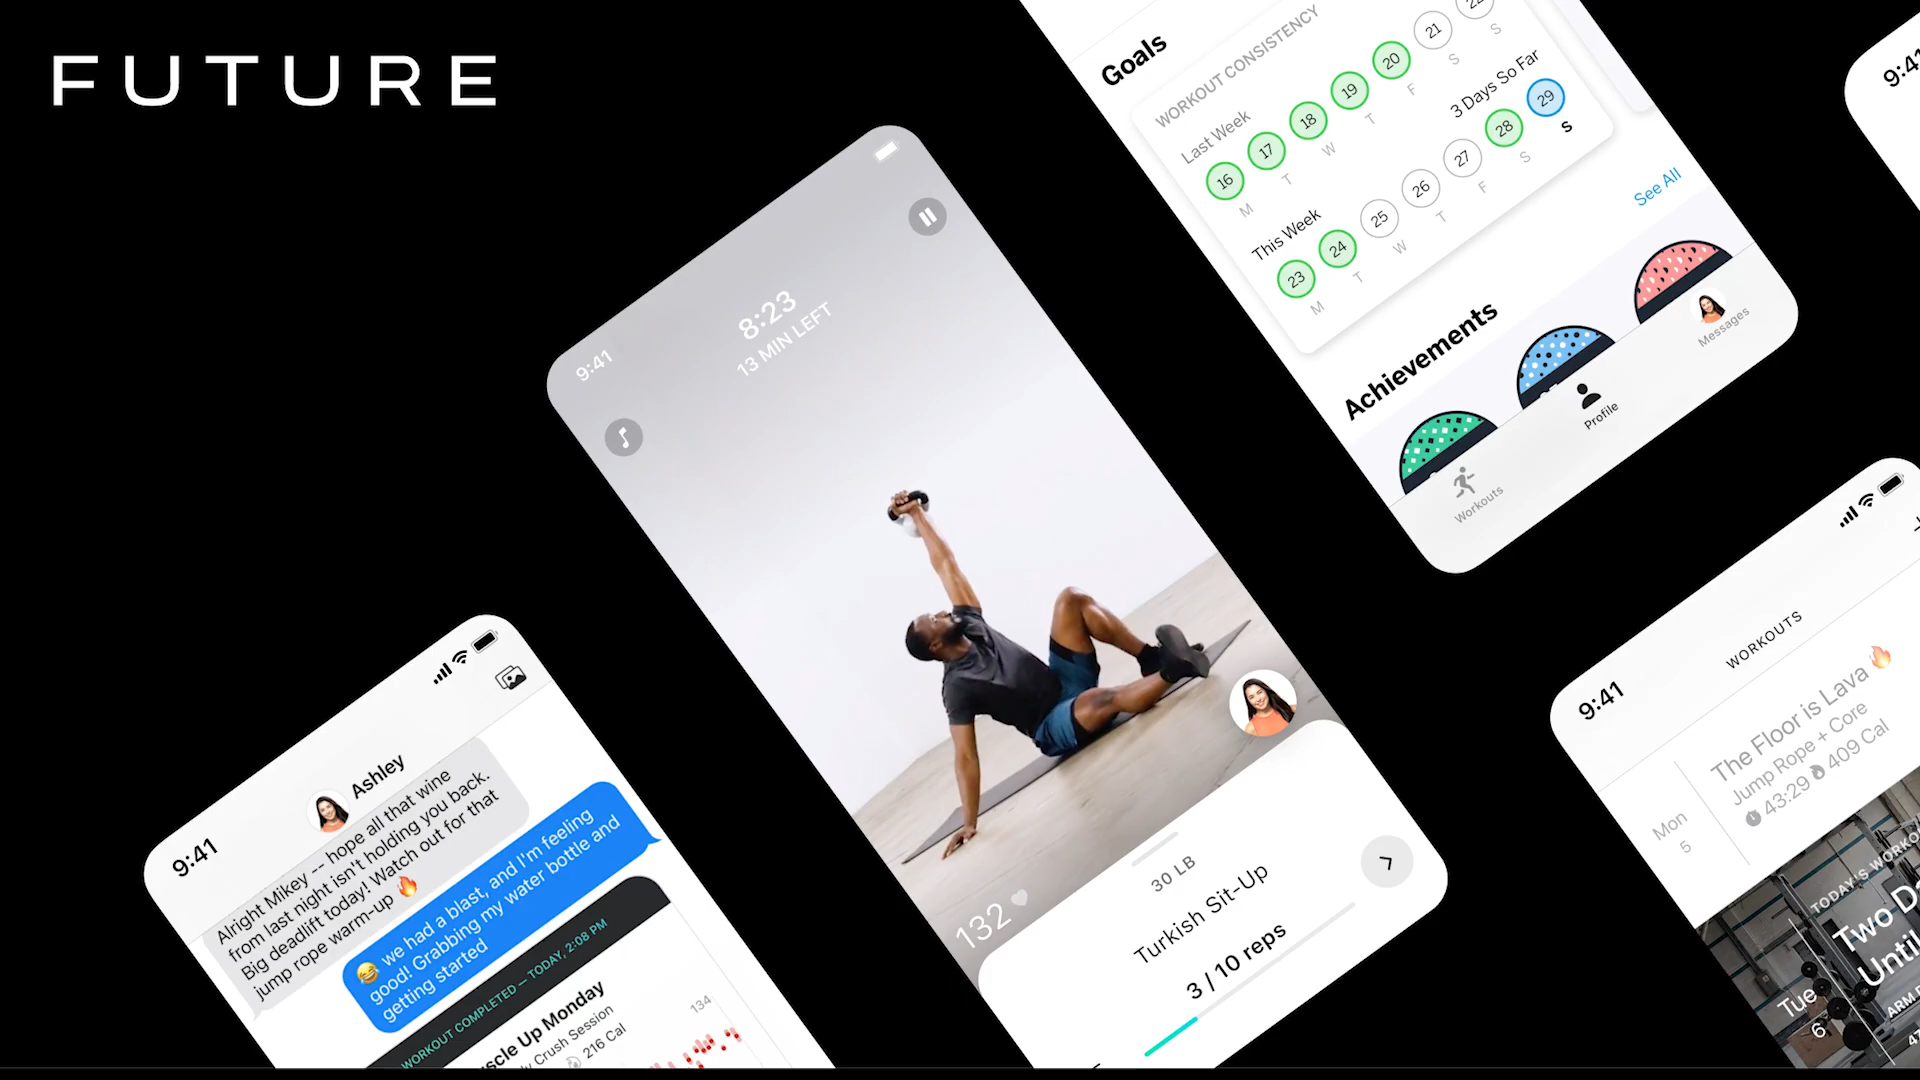 FUTURE
9:41
Ashley
Alright Mikey -- hope all that wine
from last night isn't holding you back.
Big deadlift today! Watch out for that
jump rope warm-up 🔥
😂 we had a blast, and I'm feeling
good! Grabbing my water bottle and
getting started
WORKOUT COMPLETED — TODAY, 2:08 PM
Up Monday
Crush Session
216 Cal
134
9:41
8:23
13 MIN LEFT
132
30 LB
Turkish Sit-Up
3 / 10 reps
Goals
WORKOUT CONSISTENCY
Last Week
16 17 18 19 20 21
M T W T F S S
This Week
3 Days So Far
23 24 25 26 27 28 29
M T W T F S S
Achievements
See All
Workouts
Profile
Messages
9:41
9:41
WORKOUTS
Mon
5
The Floor is Lava 🔥
Jump Rope + Core
43:29 409 Cal
Tue
6
TODAY'S
Two
ARM